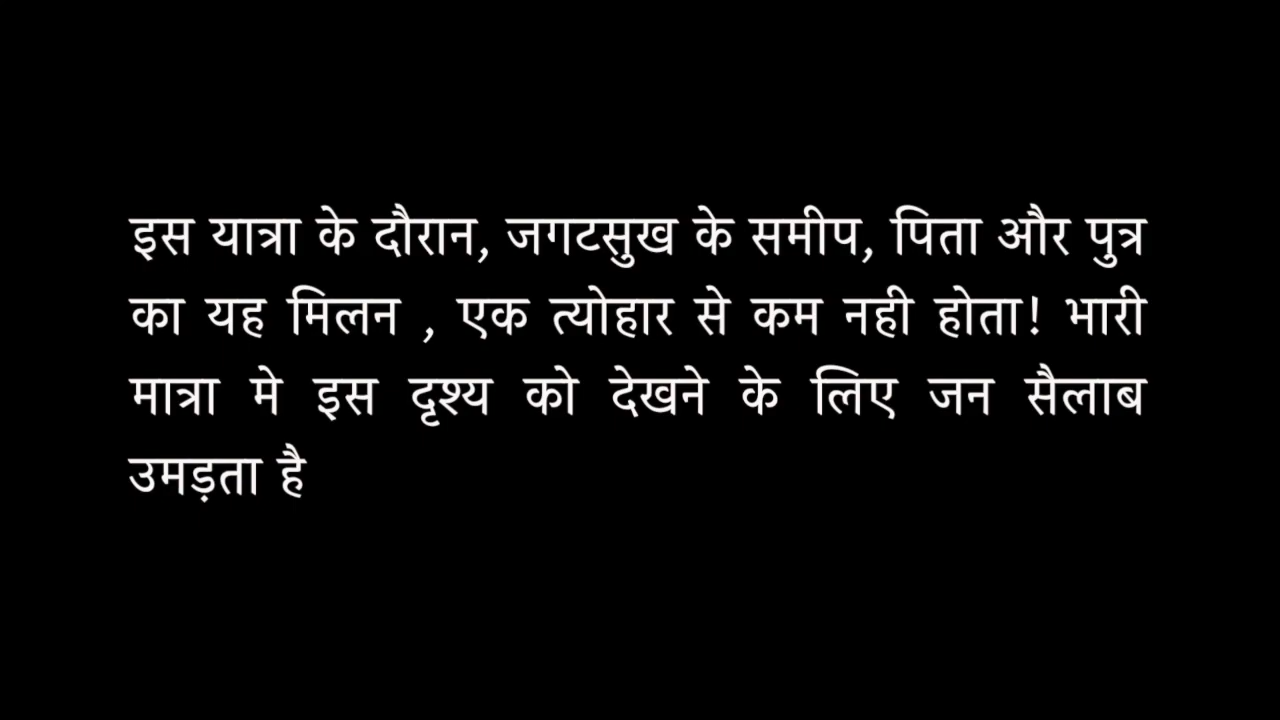 इस यात्रा के दौरान, जगटसुख के समीप, पिता और पुत्र
का यह मिलन , एक त्योहार से कम नही होता! भारी
मात्रा मे इस दृश्य को देखने के लिए जन सैलाब
उमड़ता है